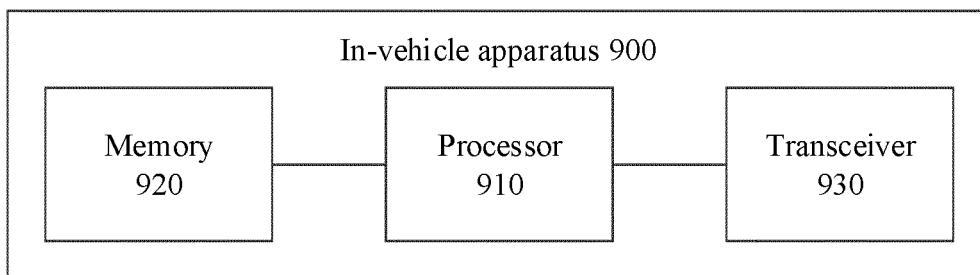 In-vehicle apparatus 900
Memory
920
Processor
910
Transceiver
930